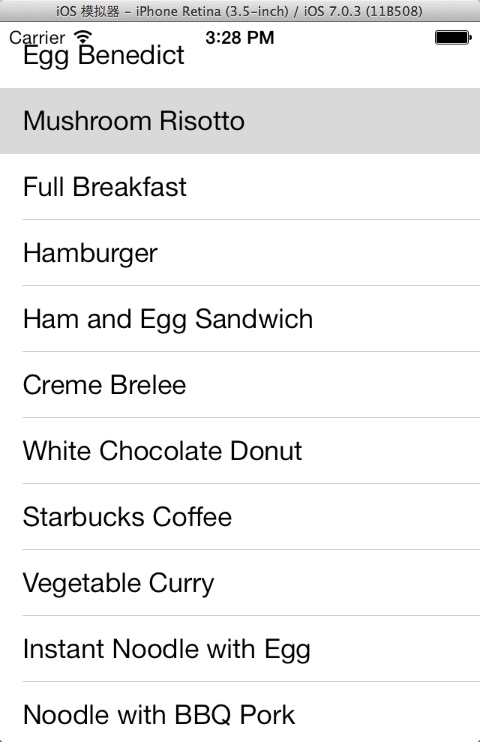 iOS 模拟器 - iPhone Retina (3.5-inch) / iOS 7.0.3 (11B508)
Carrier 3:28 PM
Egg Benedict
Mushroom Risotto
Full Breakfast
Hamburger
Ham and Egg Sandwich
Creme Brelee
White Chocolate Donut
Starbucks Coffee
Vegetable Curry
Instant Noodle with Egg
Noodle with BBQ Pork